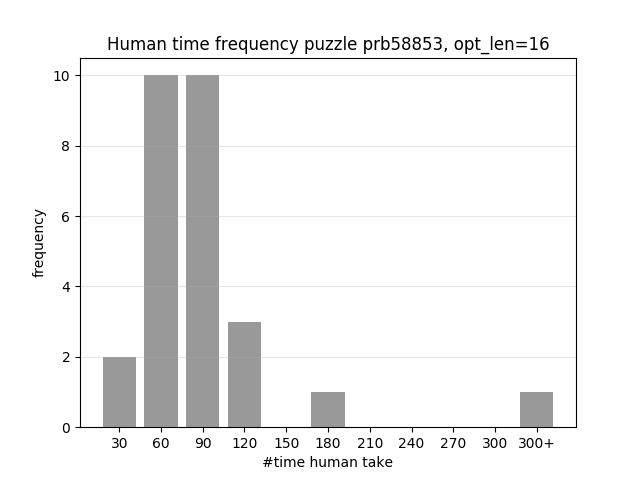 Human time frequency puzzle prb58853, opt_len=16
10
8
6
4
2
0
frequency
30 60 90 120 150 180 210 240 270 300 300+
#time human take